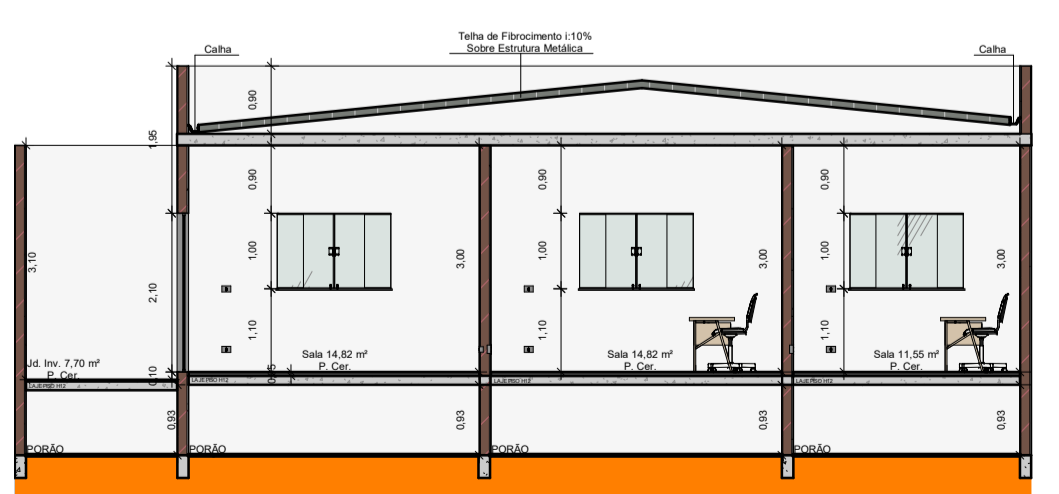 Telha de Fibrocimento i:10%
Sobre Estrutura Metálica
Calha
Calha
0,90
1,95
0,90
0,90
0,90
3,10
2,10
1,00
3,00
1,00
3,00
1,00
3,00
1,10
1,10
1,10
Jd. Inv. 7,70 m²
P. Cer.
Sala 14,82 m²
P. Cer.
Sala 14,82 m²
P. Cer.
Sala 11,55 m²
P. Cer.
0,10
LAJE PISO H12
LAJE PISO H12
LAJE PISO H12
LAJE PISO H12
0,93
0,93
0,93
0,93
PORÃO
PORÃO
PORÃO
PORÃO